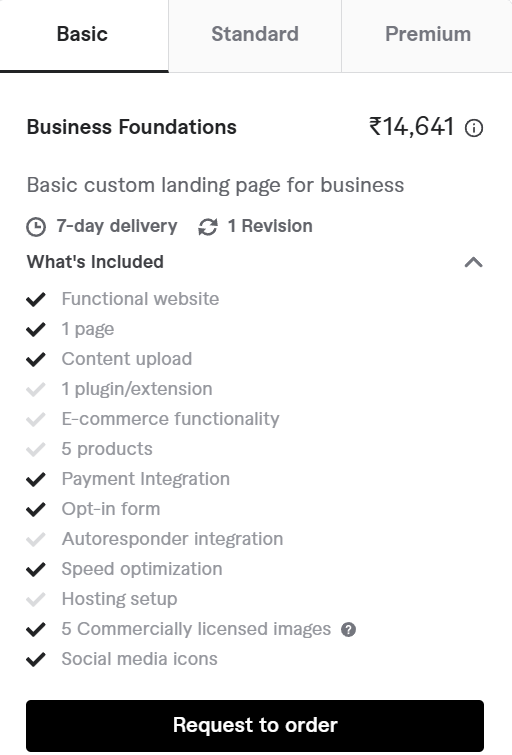 Basic Standard Premium
Business Foundations ₹14,641
Basic custom landing page for business
7-day delivery 1 Revision
What's Included
Functional website
1 page
Content upload
1 plugin/extension
E-commerce functionality
5 products
Payment Integration
Opt-in form
Autoresponder integration
Speed optimization
Hosting setup
5 Commercially licensed images
Social media icons
Request to order